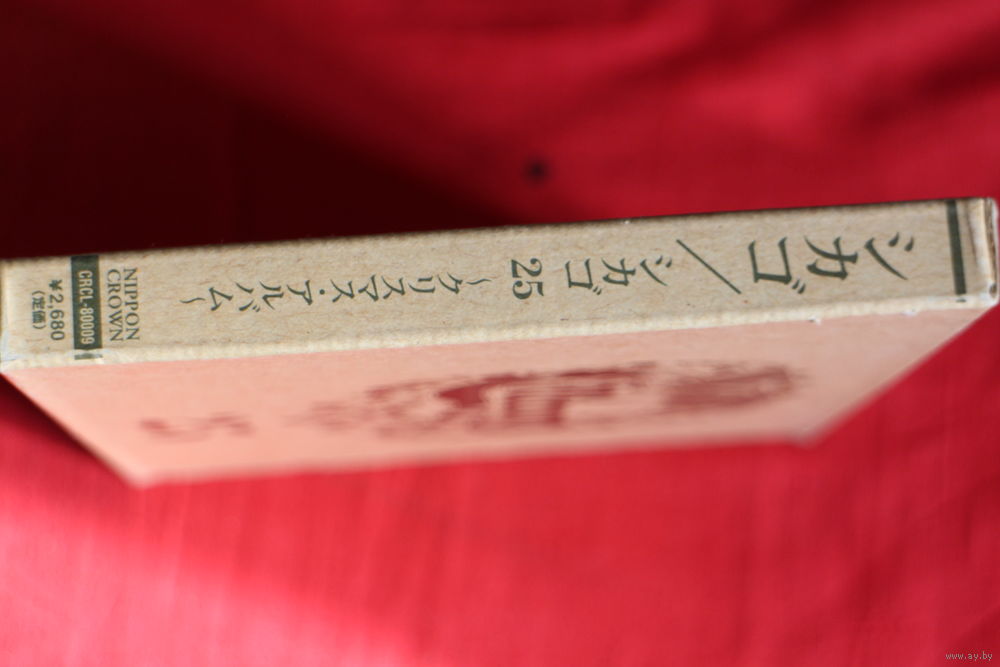 シカゴ/シカゴ25~クリスマス・アルバム~
NIPPON
CROWN
CRCL-80009
¥2,680
(定価)
www.ay.by